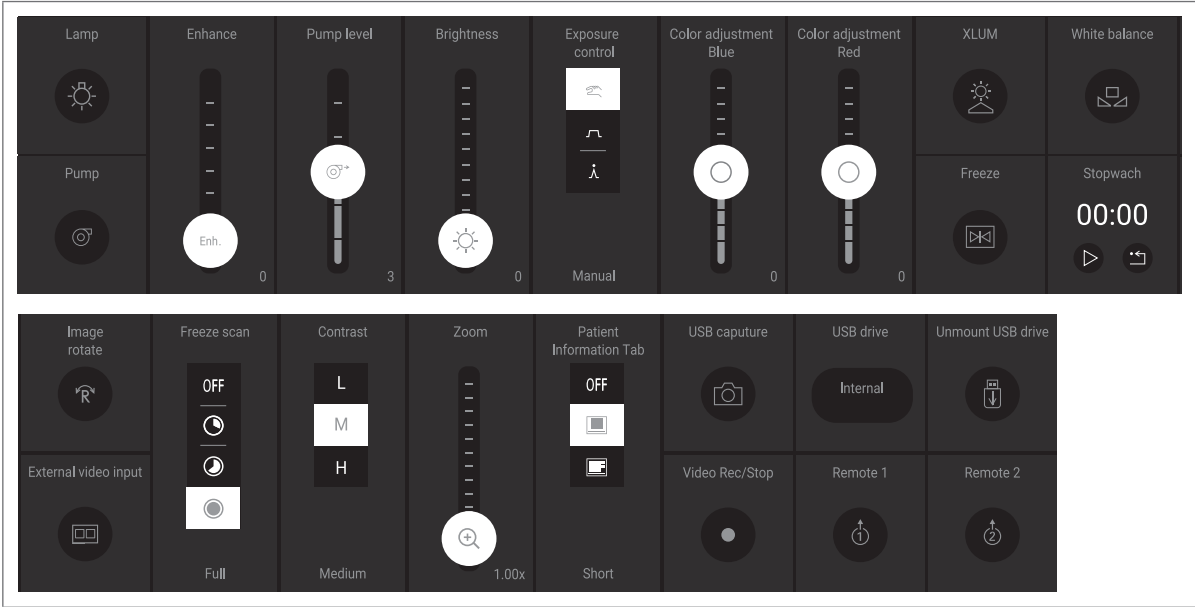 Lamp
Enhance
Pump level
Brightness
Exposure
control
Color adjustment
Blue
Color adjustment
Red
XLUM
White balance
Pump
Enh.
0
3
0
Manual
0
0
Freeze
Stopwach
00:00
Image
rotate
R
Freeze scan
OFF
Full
Contrast
L
M
H
Medium
Zoom
1.00x
Patient
Information Tab
OFF
Short
USB caputure
USB drive
Internal
Unmount USB drive
External video input
Video Rec/Stop
Remote 1
1
Remote 2
2